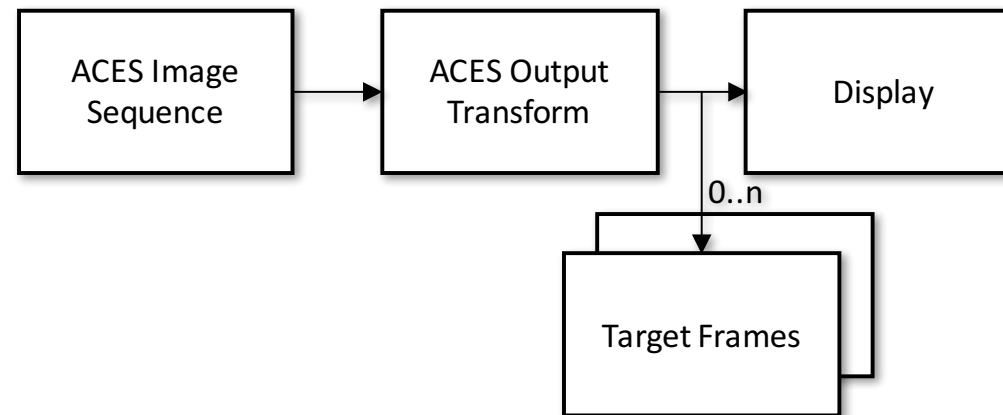 ACES Image
Sequence
ACES Output
Transform
Display
0..n
Target Frames